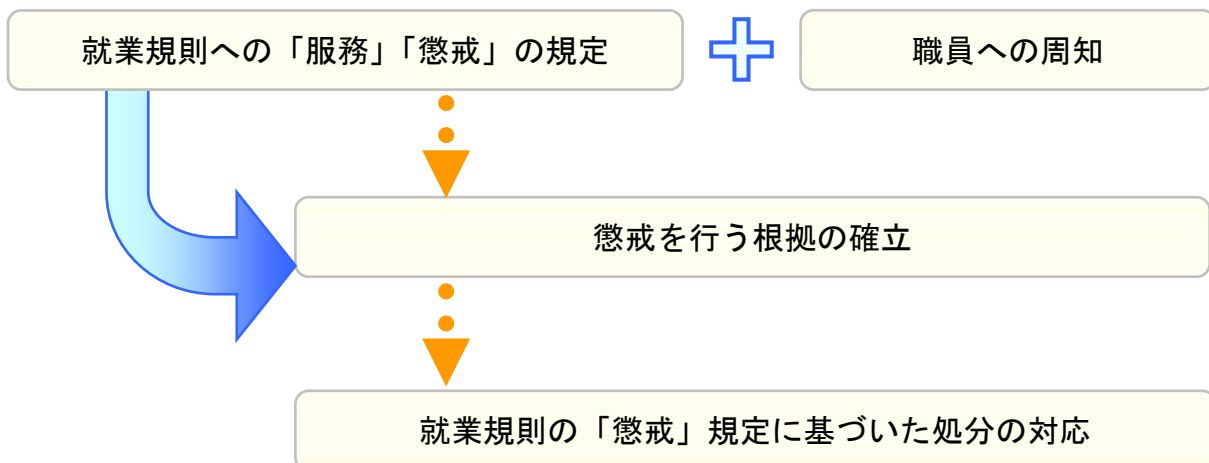 就業規則への「服務」「懲戒」の規定
職員への周知
懲戒を行う根拠の確立
就業規則の「懲戒」規定に基づいた処分の対応